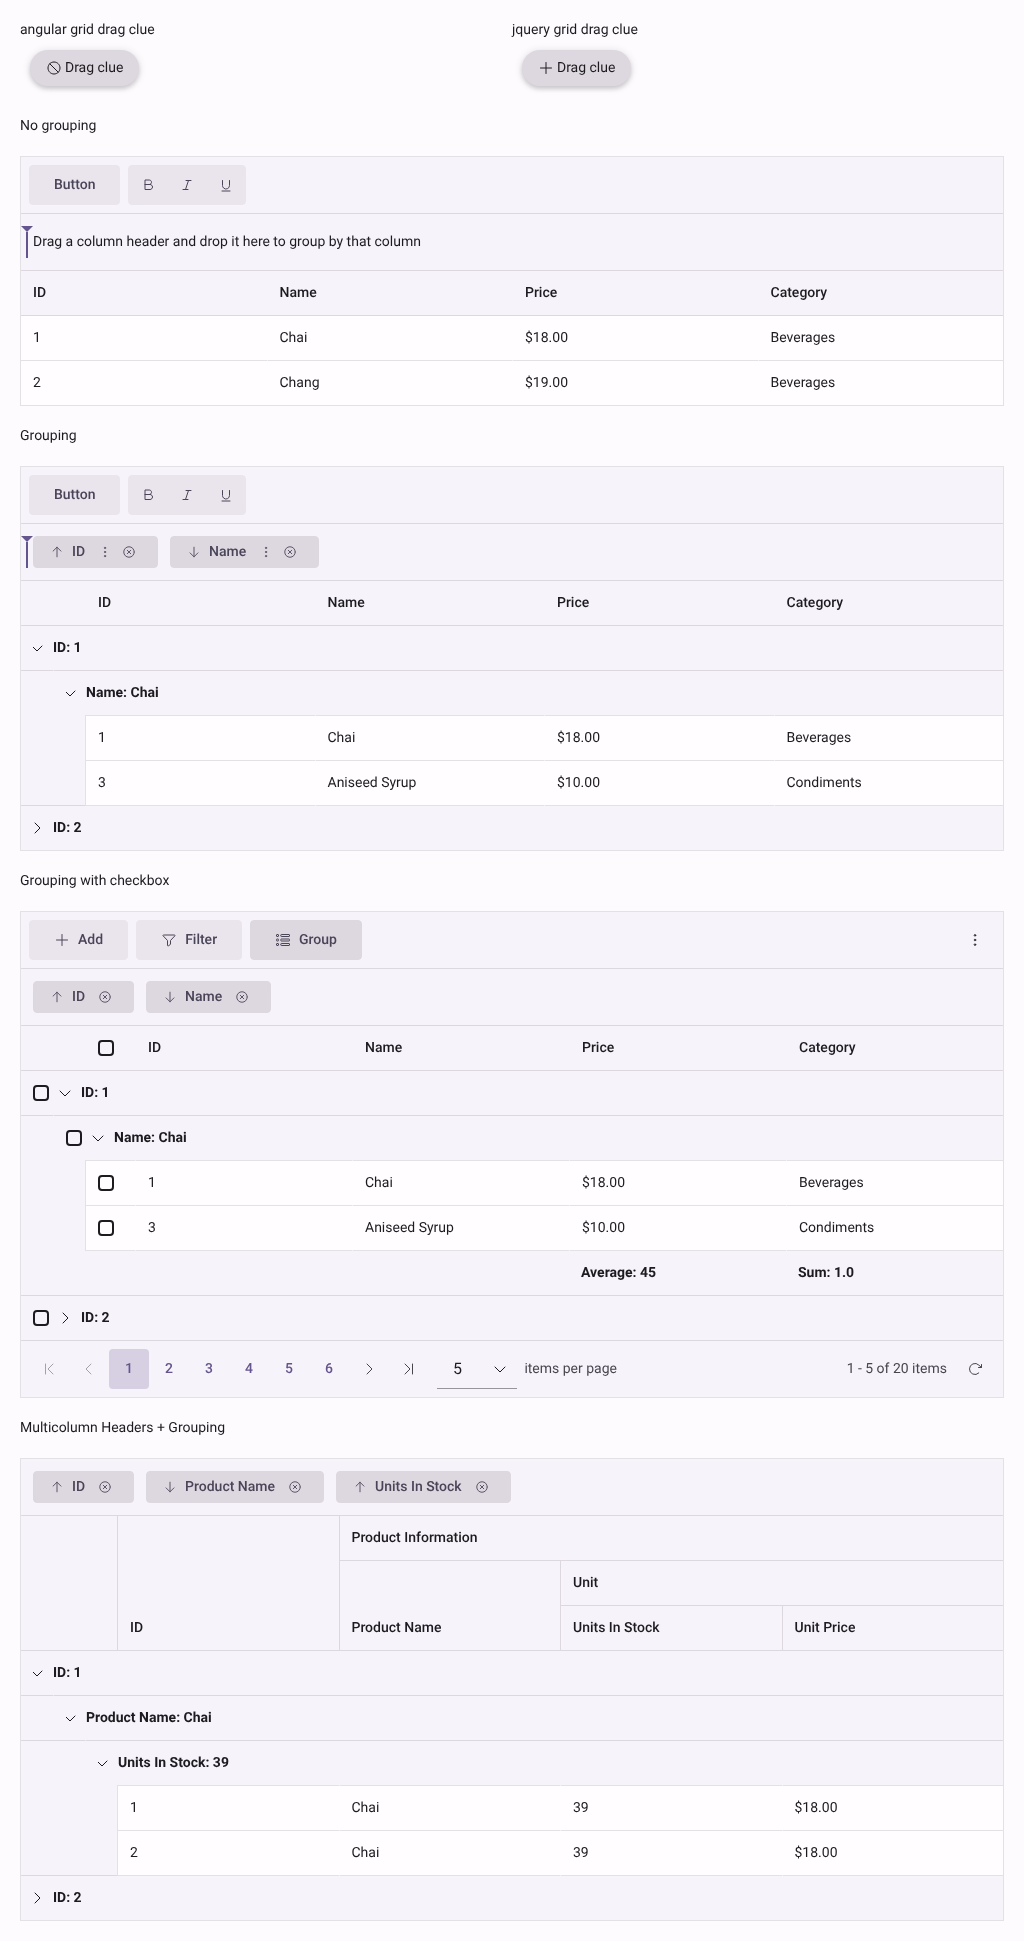 angular grid drag clue
jquery grid drag clue
Drag clue
Drag clue
No grouping
Button B I U
Drag a column header and drop it here to group by that column
ID Name Price Category
1 Chai $18.00 Beverages
2 Chang $19.00 Beverages
Grouping
Button B I U
ID Name
ID Name Price Category
ID: 1
Name: Chai
1 Chai $18.00 Beverages
3 Aniseed Syrup $10.00 Condiments
ID: 2
Grouping with checkbox
Add Filter Group
ID Name
ID Name Price Category
ID: 1
Name: Chai
1 Chai $18.00 Beverages
3 Aniseed Syrup $10.00 Condiments
Average: 45 Sum: 1.0
ID: 2
1 2 3 4 5 6 5 items per page 1 - 5 of 20 items
Multicolumn Headers + Grouping
ID Product Name Units In Stock
Product Information
Unit
ID Product Name Units In Stock Unit Price
ID: 1
Product Name: Chai
Units In Stock: 39
1 Chai 39 $18.00
2 Chai 39 $18.00
ID: 2